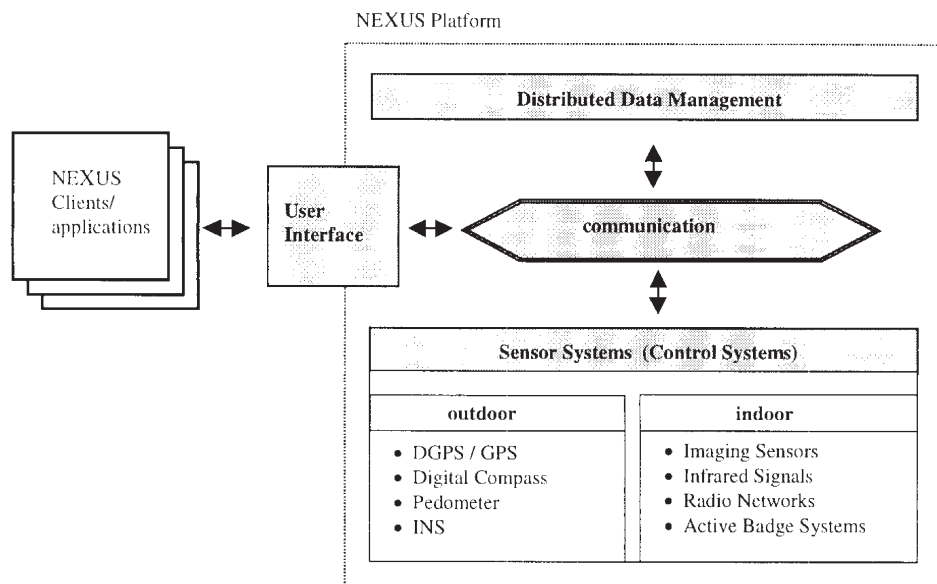 NEXUS Platform
Distributed Data Management
NEXUS
Clients/
applications
User
Interface
communication
Sensor Systems (Control Systems)
outdoor
• DGPS / GPS
• Digital Compass
• Pedometer
• INS
indoor
• Imaging Sensors
• Infrared Signals
• Radio Networks
• Active Badge Systems